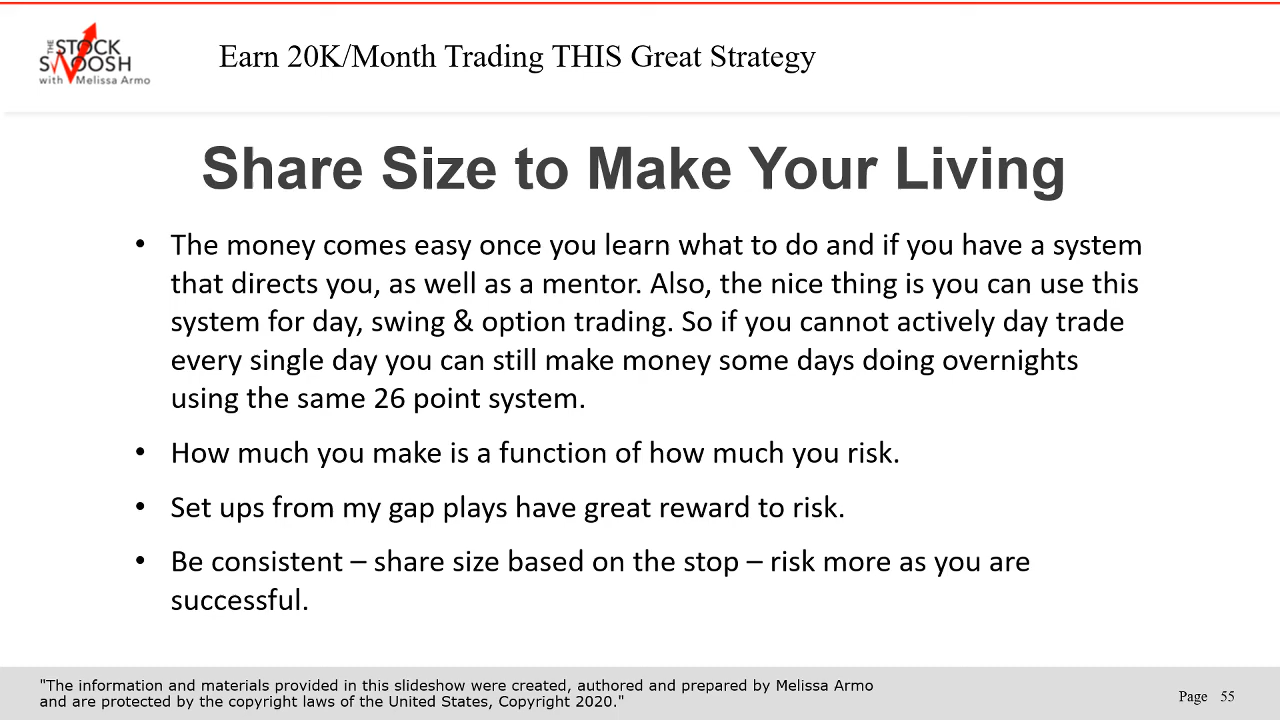 THE STOCK
SWOOSH
with Melissa Armo
Earn 20K/Month Trading THIS Great Strategy
Share Size to Make Your Living
• The money comes easy once you learn what to do and if you have a system
that directs you, as well as a mentor. Also, the nice thing is you can use this
system for day, swing & option trading. So if you cannot actively day trade
every single day you can still make money some days doing overnights
using the same 26 point system.
• How much you make is a function of how much you risk.
• Set ups from my gap plays have great reward to risk.
• Be consistent – share size based on the stop – risk more as you are
successful.
"The information and materials provided in this slideshow were created, authored and prepared by Melissa Armo
and are protected by the copyright laws of the United States, Copyright 2020."
Page 55